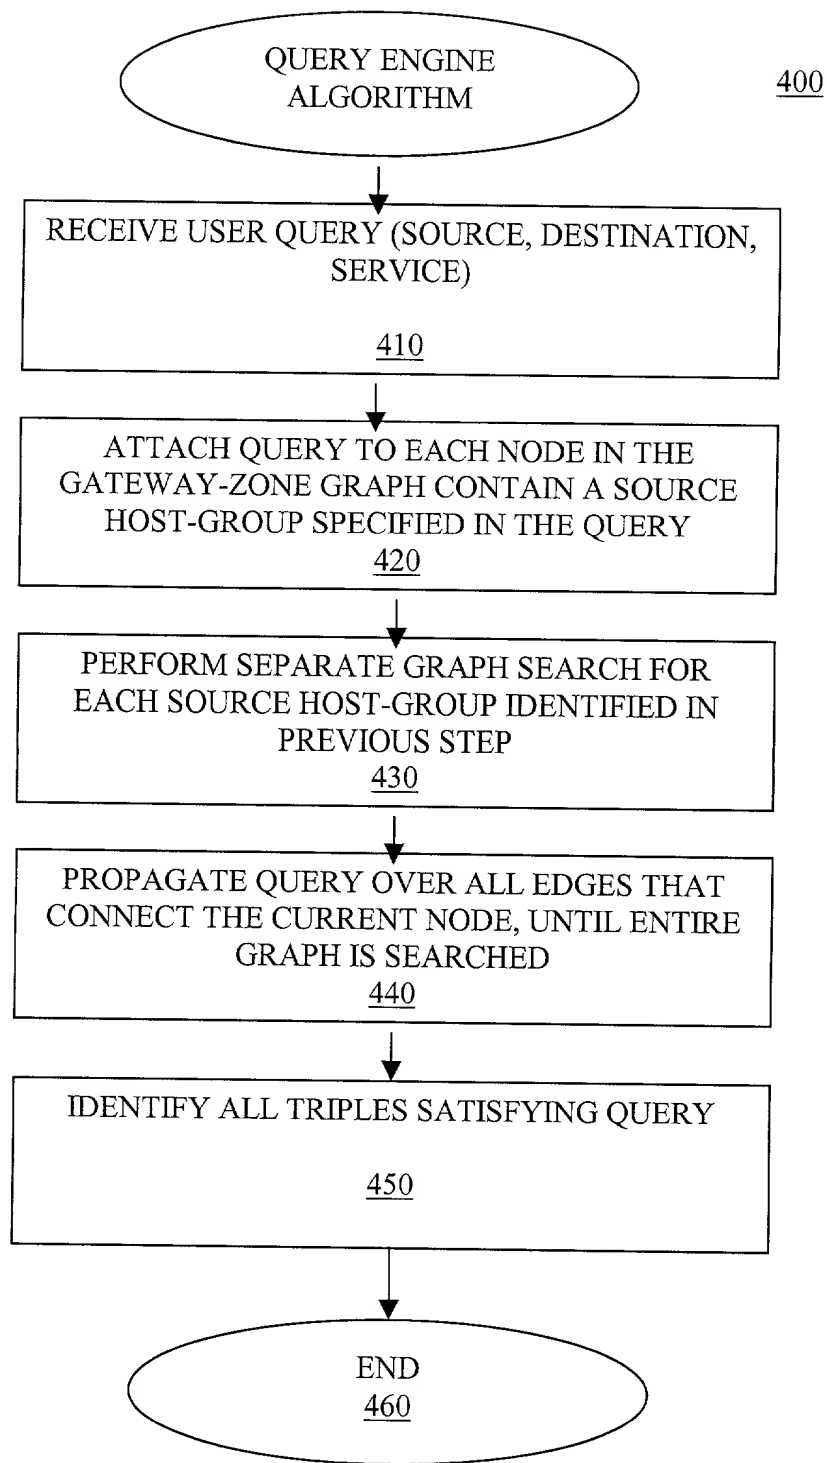 QUERY ENGINE
ALGORITHM
400
RECEIVE USER QUERY (SOURCE, DESTINATION,
SERVICE)
410
ATTACH QUERY TO EACH NODE IN THE
GATEWAY-ZONE GRAPH CONTAIN A SOURCE
HOST-GROUP SPECIFIED IN THE QUERY
420
PERFORM SEPARATE GRAPH SEARCH FOR
EACH SOURCE HOST-GROUP IDENTIFIED IN
PREVIOUS STEP
430
PROPAGATE QUERY OVER ALL EDGES THAT
CONNECT THE CURRENT NODE, UNTIL ENTIRE
GRAPH IS SEARCHED
440
IDENTIFY ALL TRIPLES SATISFYING QUERY
450
END
460